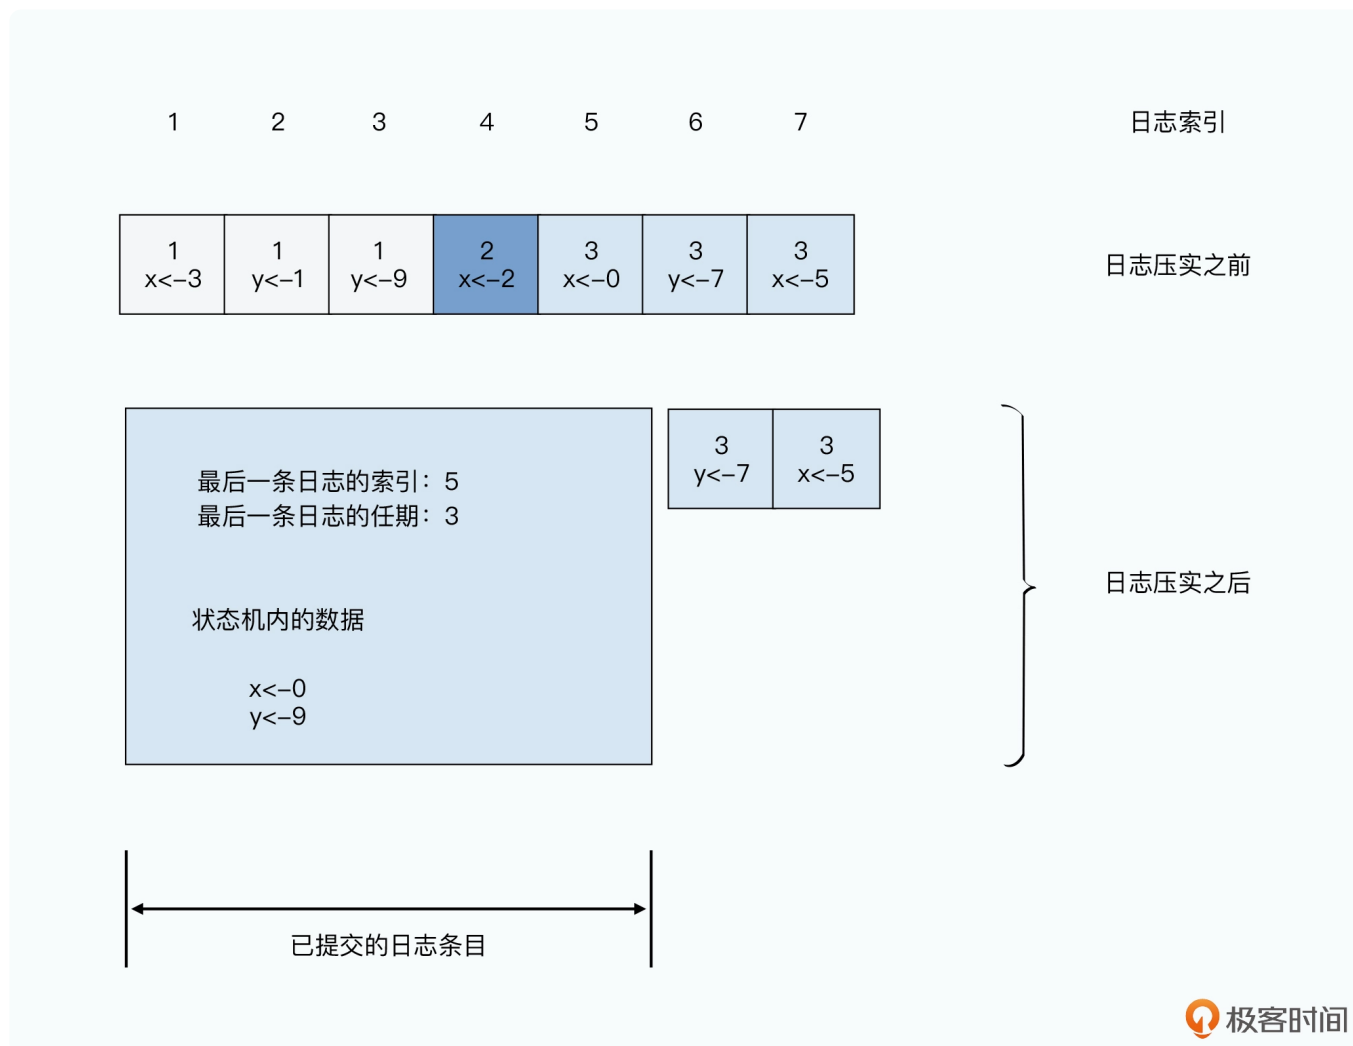 1 2 3 4 5 6 7 日志索引
1 1 1 2 3 3 3
x<–3 y<–1 y<–9 x<–2 x<–0 y<–7 x<–5
日志压实之前
3 3
y<–7 x<–5
最后一条日志的索引：5
最后一条日志的任期：3
日志压实之后
状态机内的数据
x<–0
y<–9
已提交的日志条目
极客时间